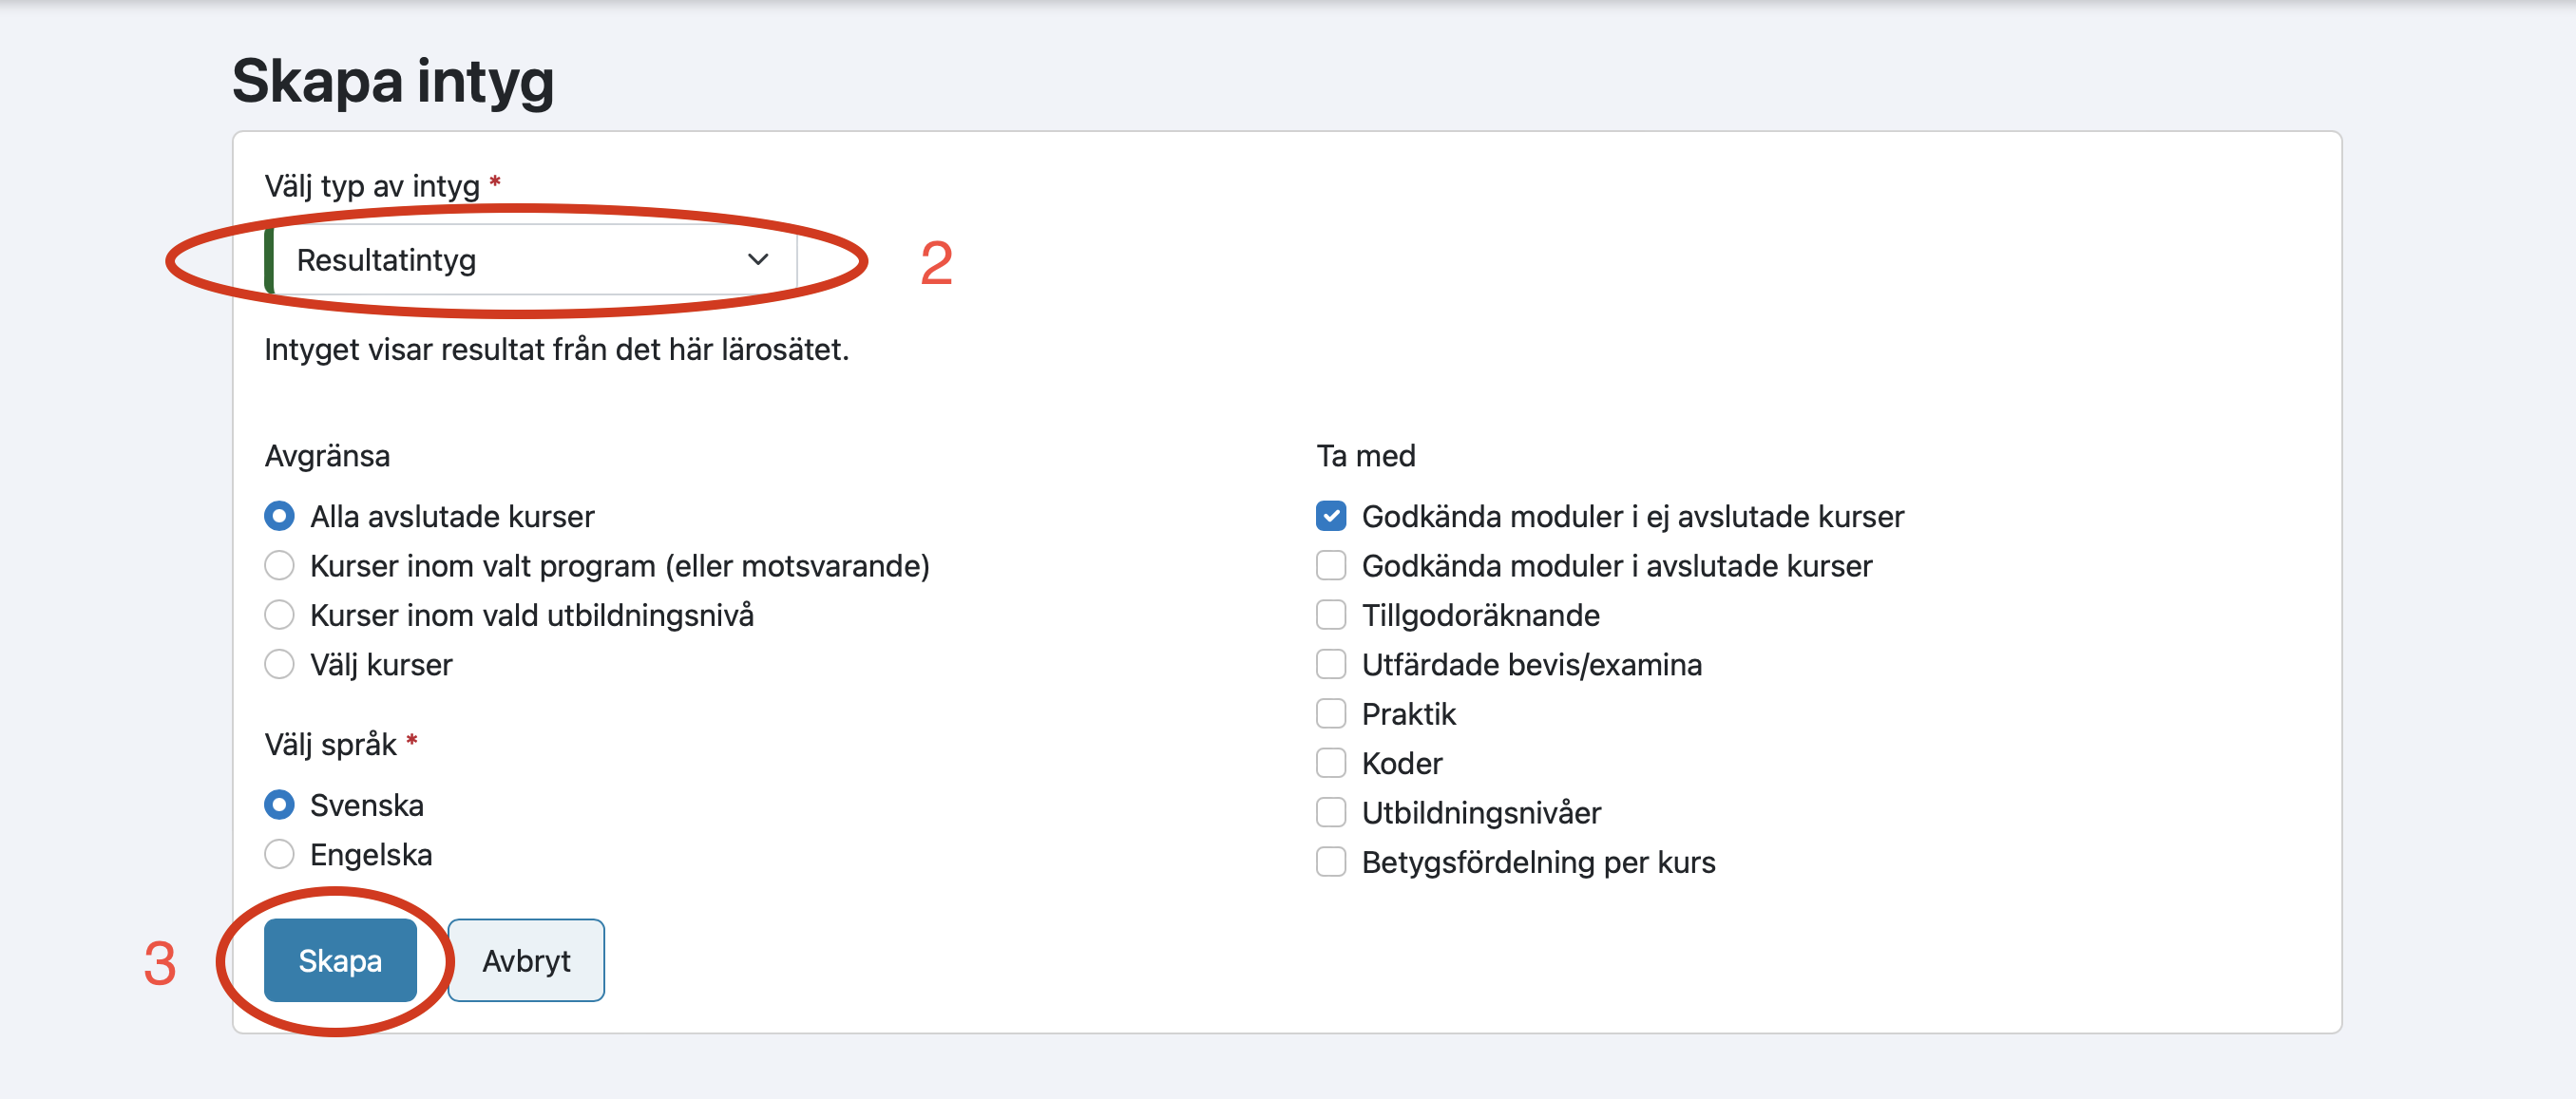 Skapa intyg
Välj typ av intyg *
Resultatintyg
2
Intyget visar resultat från det här lärosätet.
Avgränsa
Alla avslutade kurser
Kurser inom valt program (eller motsvarande)
Kurser inom vald utbildningsnivå
Välj kurser
Välj språk *
Svenska
Engelska
Ta med
Godkända moduler i ej avslutade kurser
Godkända moduler i avslutade kurser
Tillgodoräknande
Utfärdade bevis/examina
Praktik
Koder
Utbildningsnivåer
Betygsfördelning per kurs
3
Skapa
Avbryt